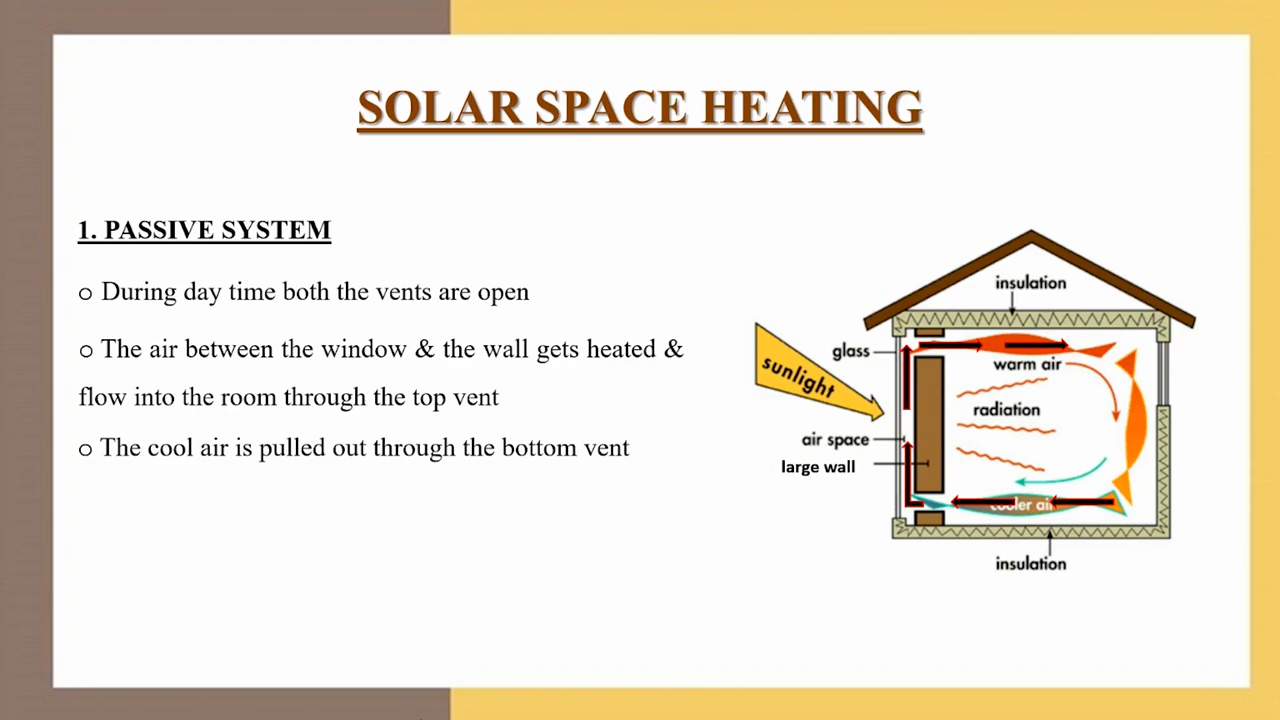 SOLAR SPACE HEATING
1. PASSIVE SYSTEM
o During day time both the vents are open
o The air between the window & the wall gets heated &
flow into the room through the top vent
o The cool air is pulled out through the bottom vent
insulation
glass
warm air
sunlight
radiation
air space
large wall
cooler air
insulation